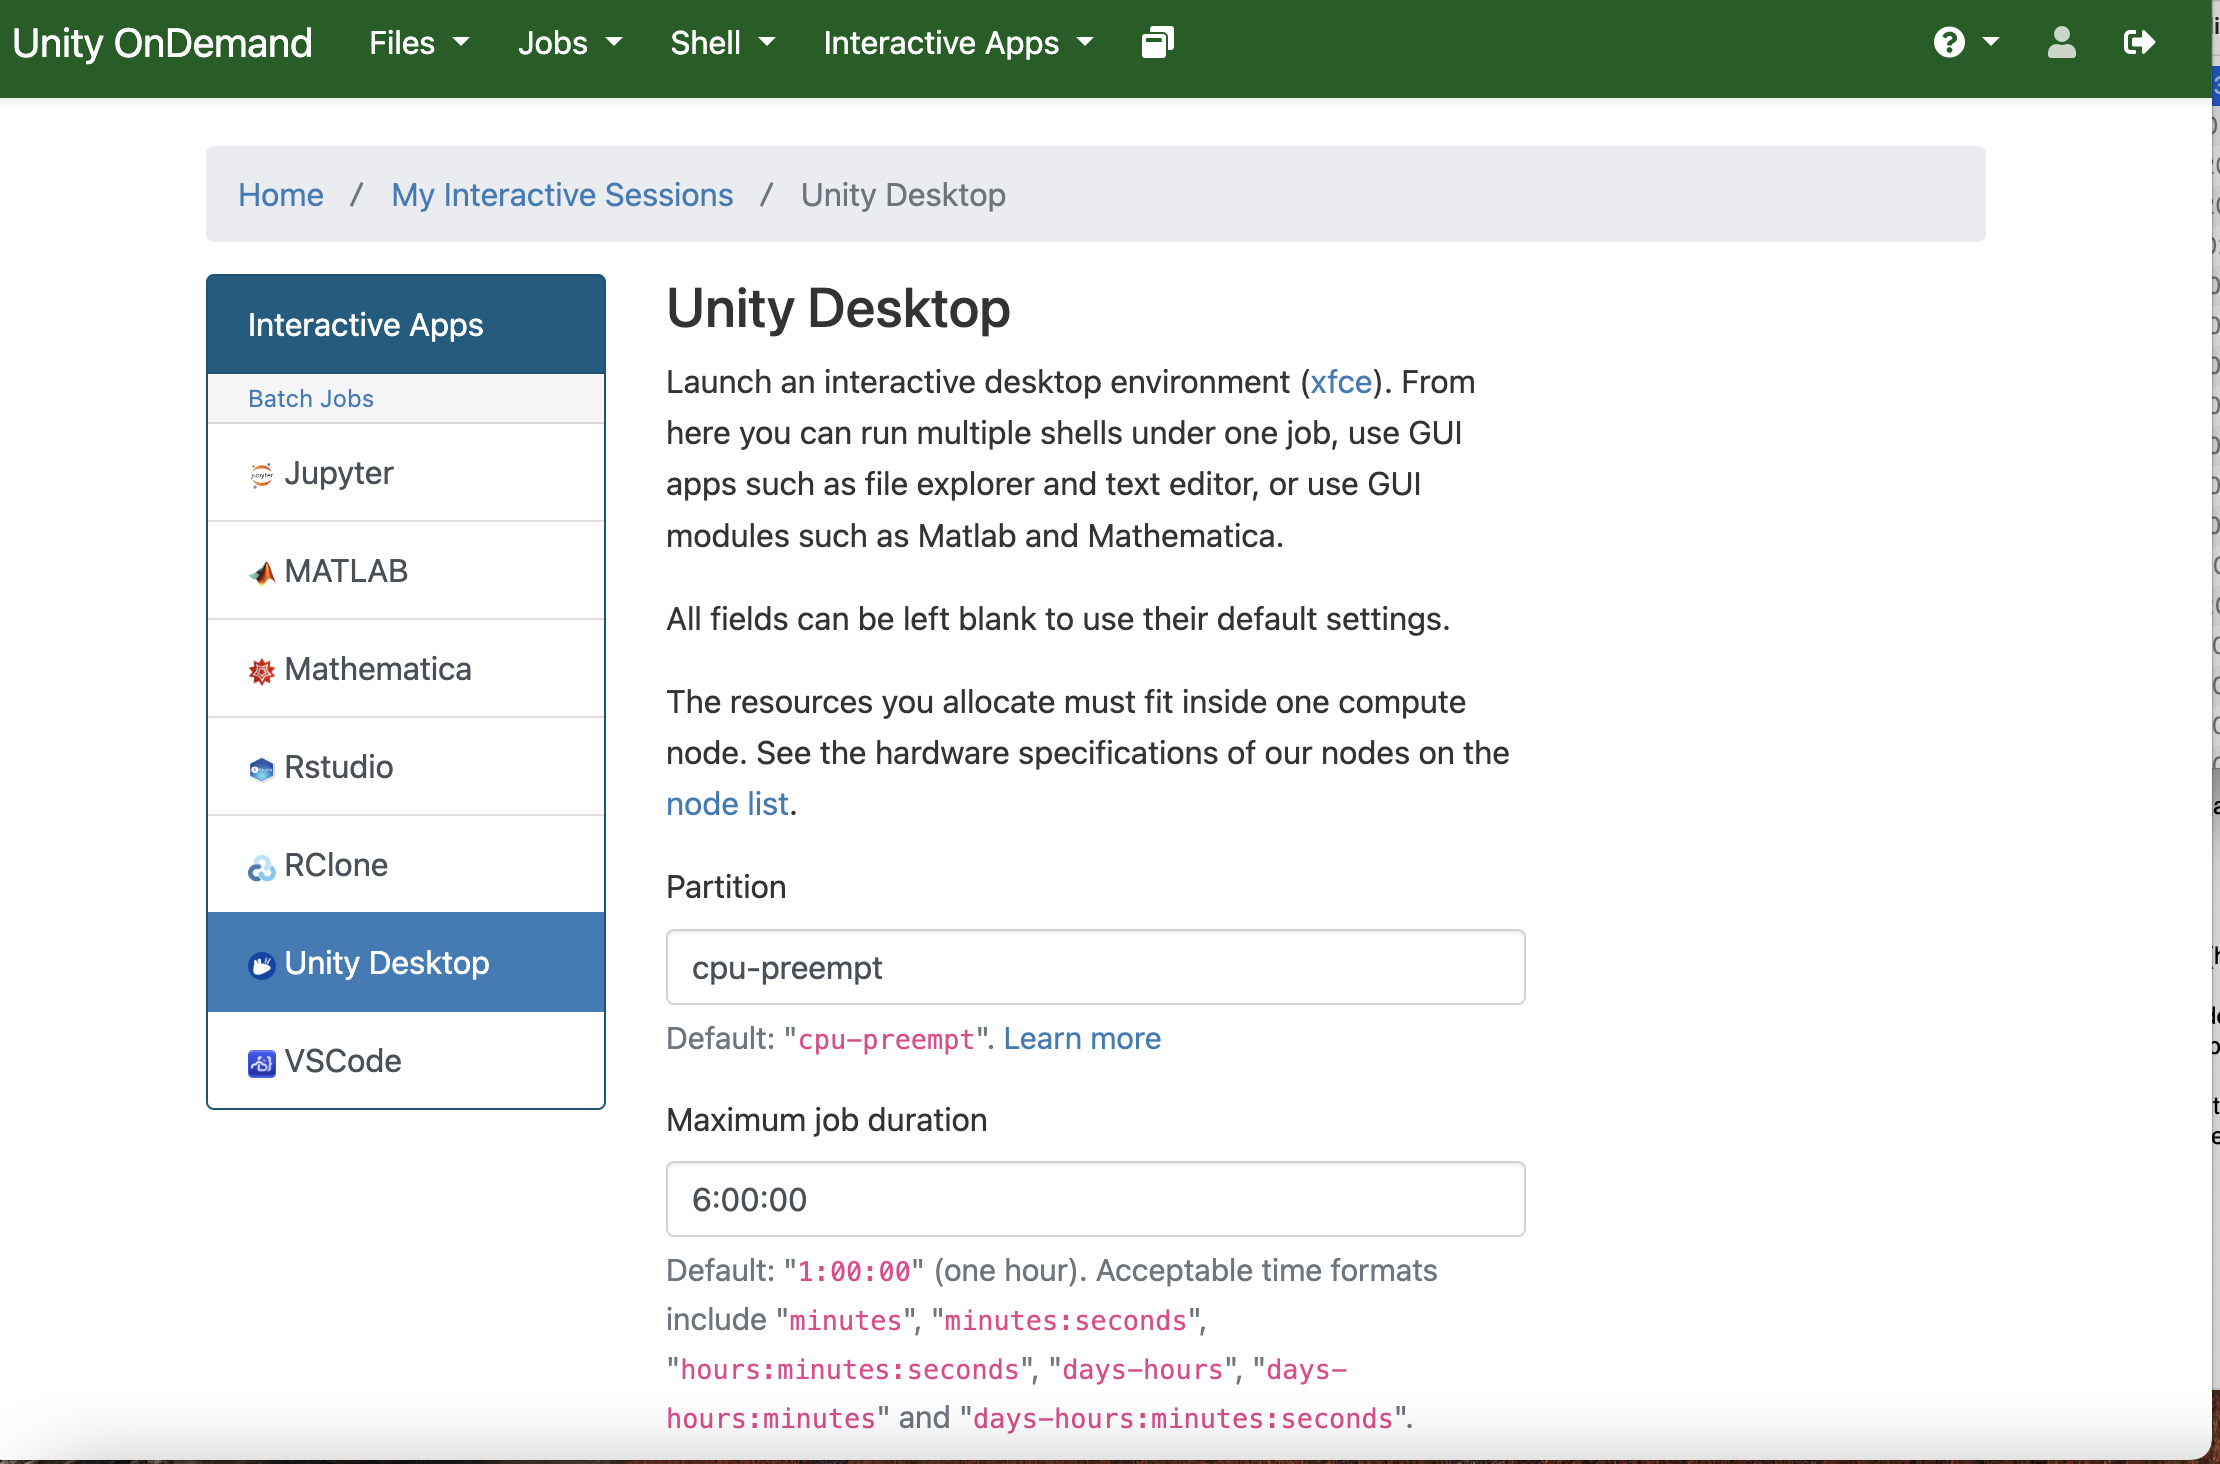 Unity OnDemand Files Jobs Shell Interactive Apps
Home / My Interactive Sessions / Unity Desktop
Interactive Apps
Batch Jobs
Jupyter
MATLAB
Mathematica
Rstudio
RClone
Unity Desktop
VSCode
Unity Desktop
Launch an interactive desktop environment (xfce). From
here you can run multiple shells under one job, use GUI
apps such as file explorer and text editor, or use GUI
modules such as Matlab and Mathematica.
All fields can be left blank to use their default settings.
The resources you allocate must fit inside one compute
node. See the hardware specifications of our nodes on the
node list.
Partition
cpu-preempt
Default: "cpu-preempt". Learn more
Maximum job duration
6:00:00
Default: "1:00:00" (one hour). Acceptable time formats
include "minutes", "minutes:seconds",
"hours:minutes:seconds", "days-hours", "days-
hours:minutes" and "days-hours:minutes:seconds".